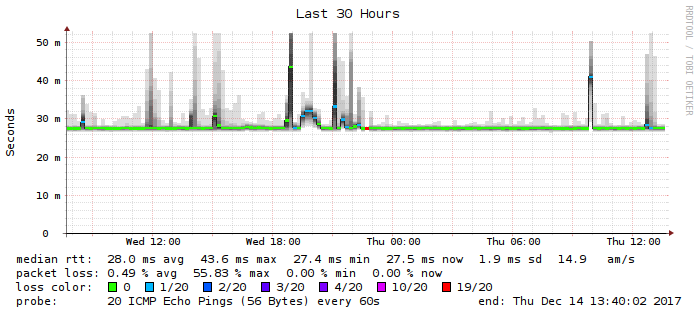 Last 30 Hours
RRDTOOL / TOBI OETIKER
Seconds
50 m
40 m
30 m
20 m
10 m
0
Wed 12:00 Wed 18:00 Thu 00:00 Thu 06:00 Thu 12:00
median rtt: 28.0 ms avg 43.6 ms max 27.4 ms min 27.5 ms now 1.9 ms sd 14.9 am/s
packet loss: 0.49 % avg 55.83 % max 0.00 % min 0.00 % now
loss color: 0 1/20 2/20 3/20 4/20 10/20 19/20
probe: 20 ICMP Echo Pings (56 Bytes) every 60s end: Thu Dec 14 13:40:02 2017